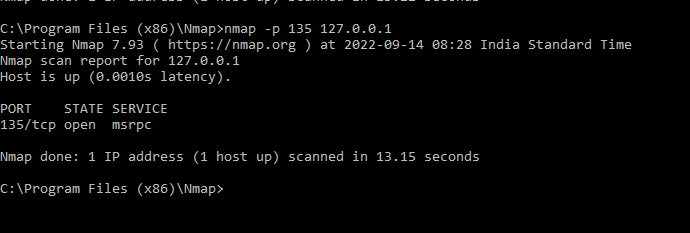 C:\Program Files (x86)\Nmap>nmap -p 135 127.0.0.1
Starting Nmap 7.93 ( https://nmap.org ) at 2022-09-14 08:28 India Standard Time
Nmap scan report for 127.0.0.1
Host is up (0.0010s latency).
PORT    STATE SERVICE
135/tcp open  msrpc
Nmap done: 1 IP address (1 host up) scanned in 13.15 seconds
C:\Program Files (x86)\Nmap>